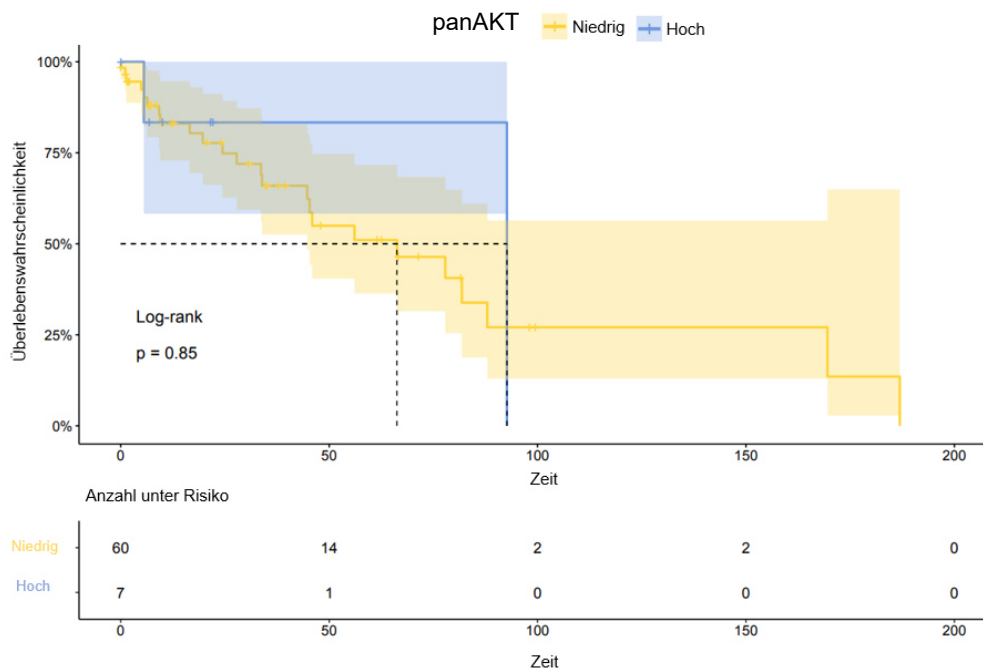 panAKT Niedrig Hoch
Überlebenswahrscheinlichkeit
100%
75%
50%
25%
0%
Log-rank
p = 0.85
0 50 100 150 200
Zeit
Anzahl unter Risiko
Niedrig 60 14 2 2 0
Hoch 7 1 0 0 0
0 50 100 150 200
Zeit